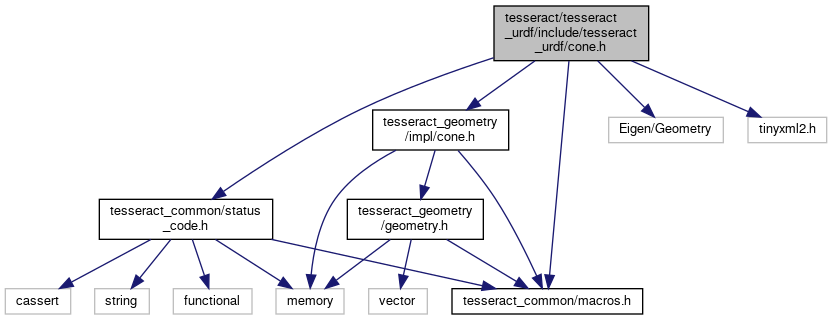 tesseract/tesseract
_urdf/include/tesseract
_urdf/cone.h
tesseract_geometry
/impl/cone.h
Eigen/Geometry
tinyxml2.h
tesseract_common/status
_code.h
tesseract_geometry
/geometry.h
cassert
string
functional
memory
vector
tesseract_common/macros.h